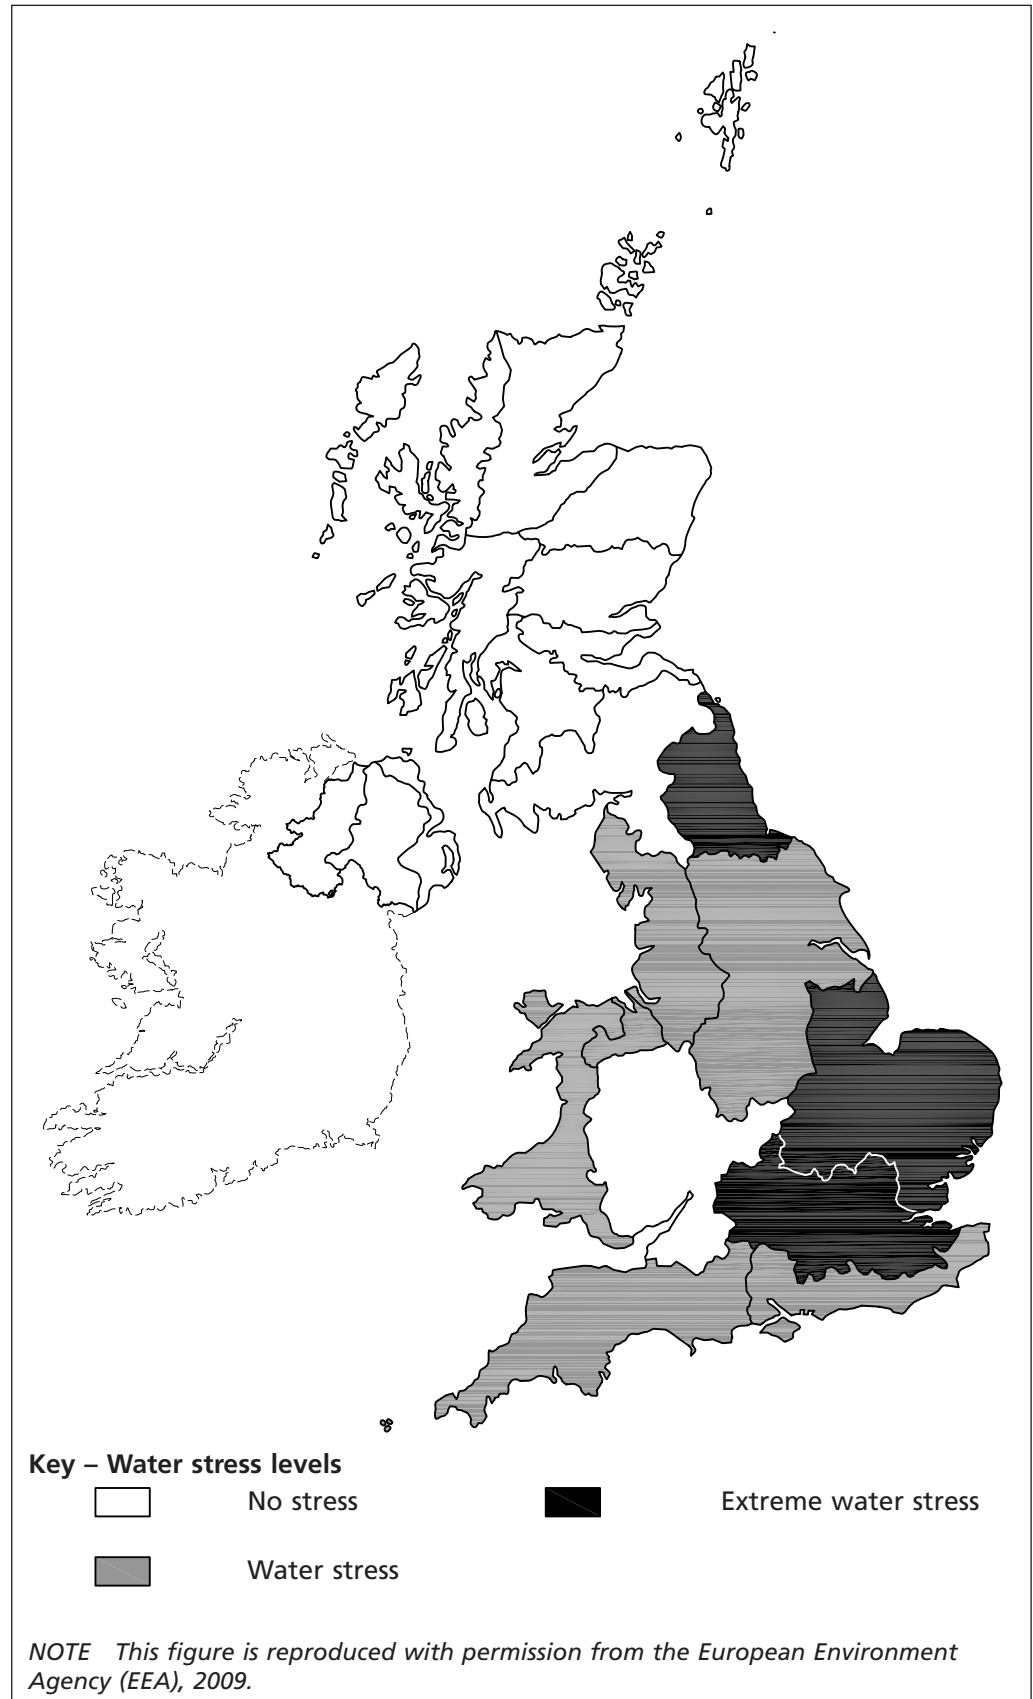 Key – Water stress levels
No stress
Extreme water stress
Water stress
NOTE This figure is reproduced with permission from the European Environment
Agency (EEA), 2009.